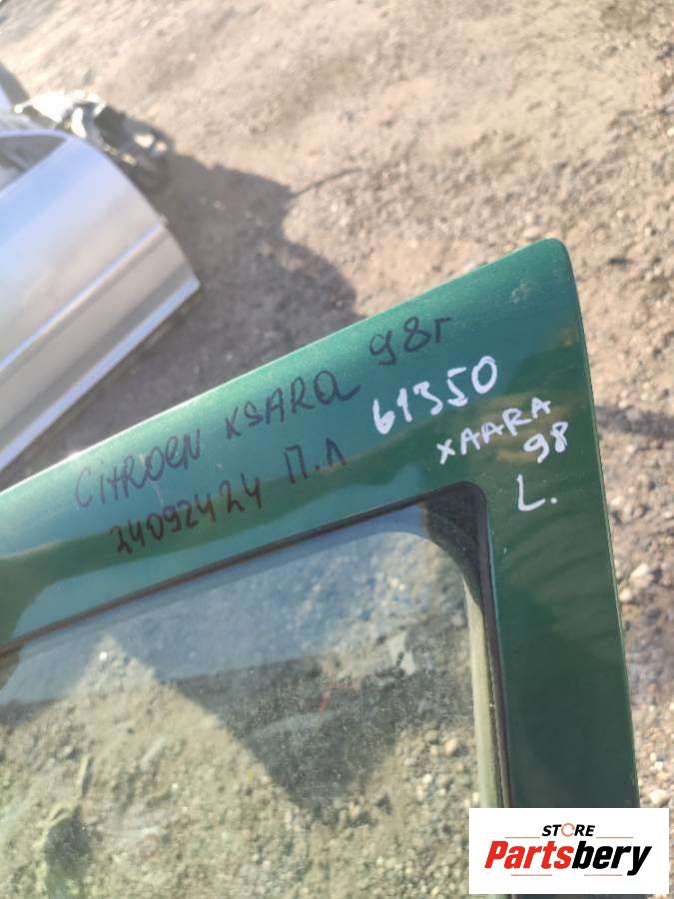 CITROEN XSARA 98г
24092424 П.Л
61350
XAARA
98
L.
STORE
Partsbery